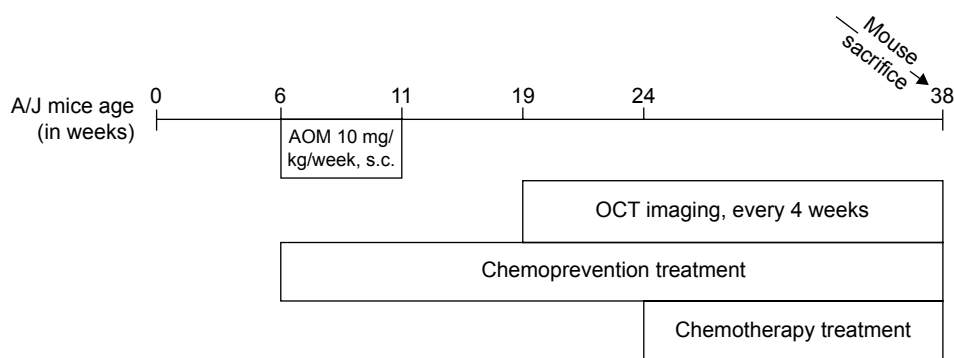 Mouse
sacrifice
0 6 11 19 24 38
A/J mice age
(in weeks)
AOM 10 mg/
kg/week, s.c.
OCT imaging, every 4 weeks
Chemoprevention treatment
Chemotherapy treatment